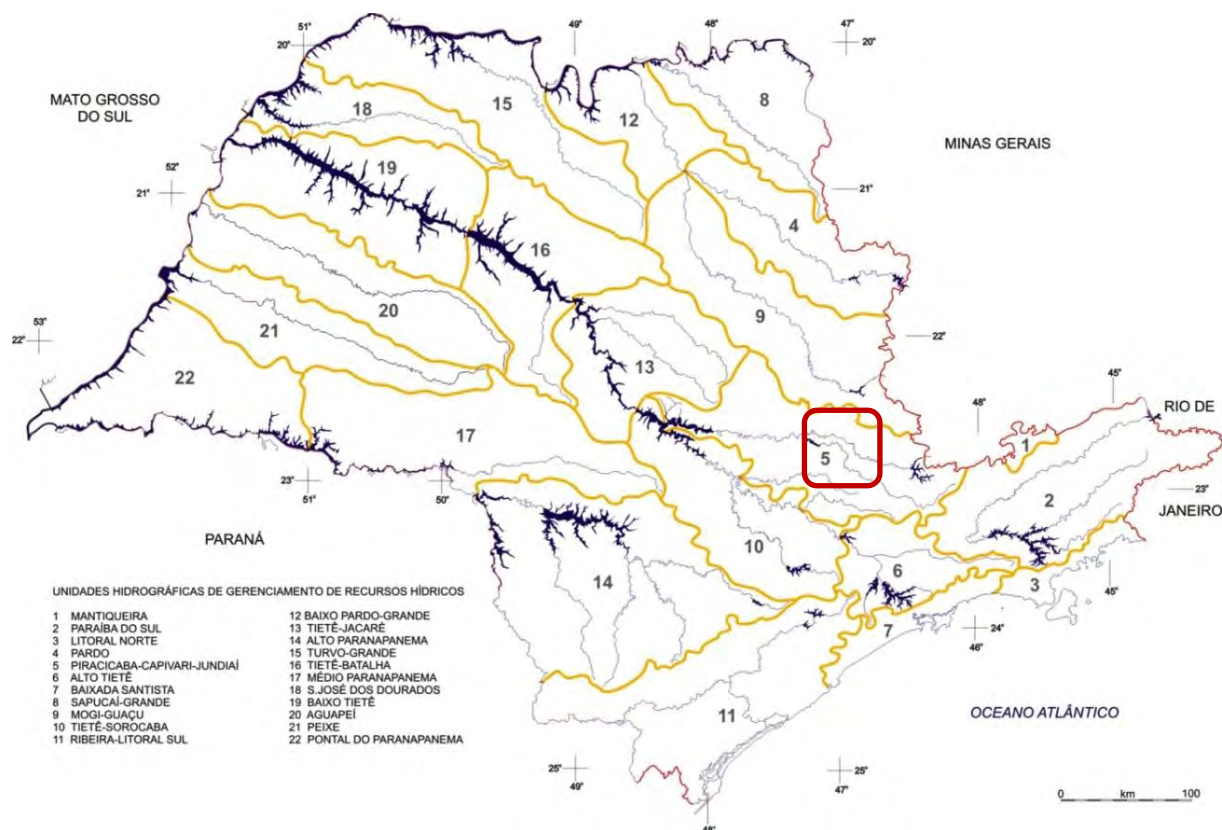 51°
20°
49°
48°
47°
20°
MATO GROSSO
DO SUL
15
8
18
12
MINAS GERAIS
52°
21°
19
21°
4
16
53°
22°
20
9
22°
21
13
22
48°
45°
RIO DE
17
5
1
23°
51°
50°
2
23°
JANEIRO
PARANÁ
10
14
6
3
45°
7
24°
46°
UNIDADES HIDROGRÁFICAS DE GERENCIAMENTO DE RECURSOS HÍDRICOS
1 MANTIQUEIRA
2 PARAÍBA DO SUL
3 LITORAL NORTE
4 PARDO
5 PIRACICABA-CAPIVARI-JUNDIAÍ
6 ALTO TIETÊ
7 BAIXADA SANTISTA
8 SAPUCAÍ-GRANDE
9 MOGI-GUAÇU
10 TIETÊ-SOROCABA
11 RIBEIRA-LITORAL SUL
12 BAIXO PARDO-GRANDE
13 TIETÊ-JACARÉ
14 ALTO PARANAPANEMA
15 TURVO-GRANDE
16 TIETÊ-BATALHA
17 MÉDIO PARANAPANEMA
18 S.JOSÉ DOS DOURADOS
19 BAIXO TIETÊ
20 AGUAPEÍ
21 PEIXE
22 PONTAL DO PARANAPANEMA
11
OCEANO ATLÂNTICO
25°
49°
25°
47°
0 km 100
48°